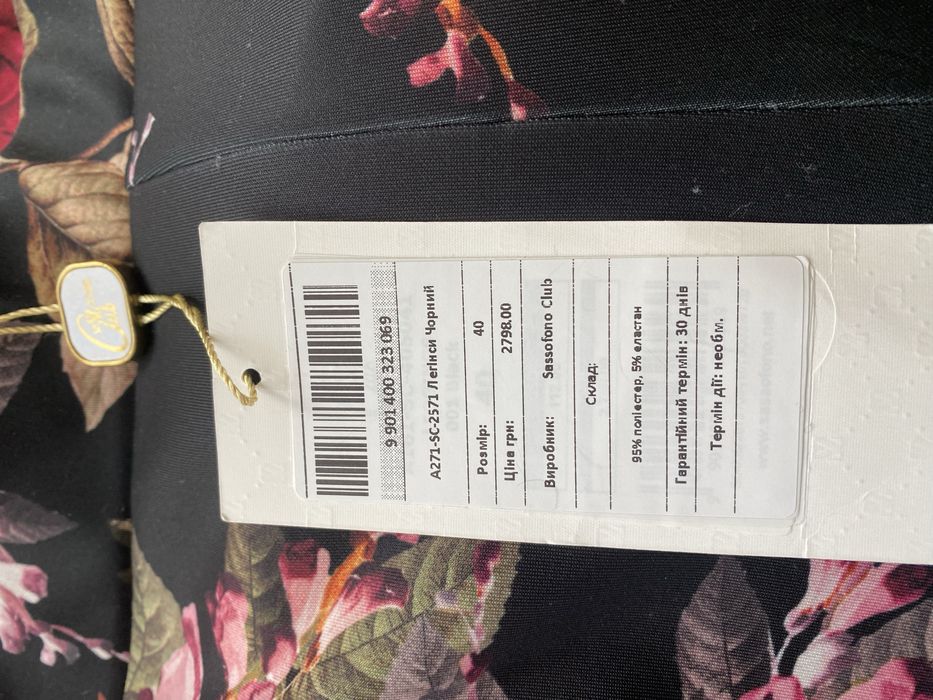 9 901 400 323 069
A271-SC-2571 Легінси Чорний
Розмір: 40
Ціна грн: 2798.00
Виробник: Sassofono Club
Склад:
95% поліестер, 5% еластан
Гарантійний термін: 30 днів
Термін дії: необм.